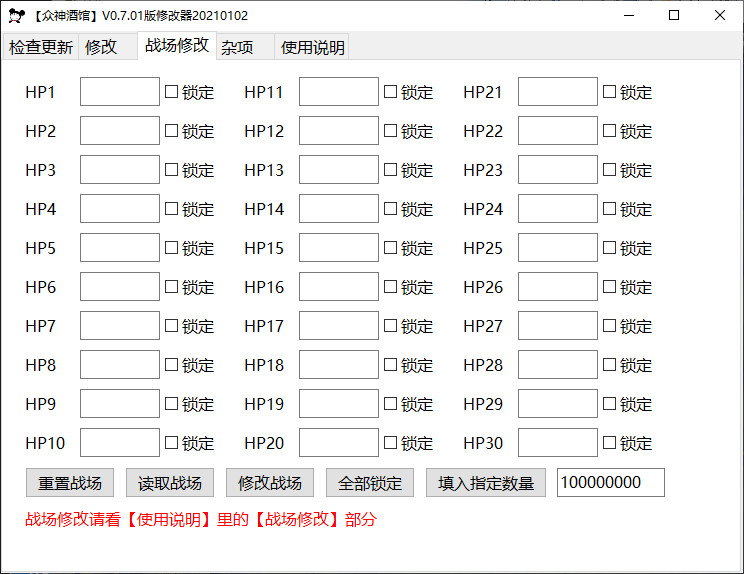 【众神酒馆】V0.7.01版修改器20210102
检查更新 修改 战场修改 杂项 使用说明
HP1 锁定 HP11 锁定 HP21 锁定
HP2 锁定 HP12 锁定 HP22 锁定
HP3 锁定 HP13 锁定 HP23 锁定
HP4 锁定 HP14 锁定 HP24 锁定
HP5 锁定 HP15 锁定 HP25 锁定
HP6 锁定 HP16 锁定 HP26 锁定
HP7 锁定 HP17 锁定 HP27 锁定
HP8 锁定 HP18 锁定 HP28 锁定
HP9 锁定 HP19 锁定 HP29 锁定
HP10 锁定 HP20 锁定 HP30 锁定
重置战场 读取战场 修改战场 全部锁定 填入指定数量 100000000
战场修改请看【使用说明】里的【战场修改】部分